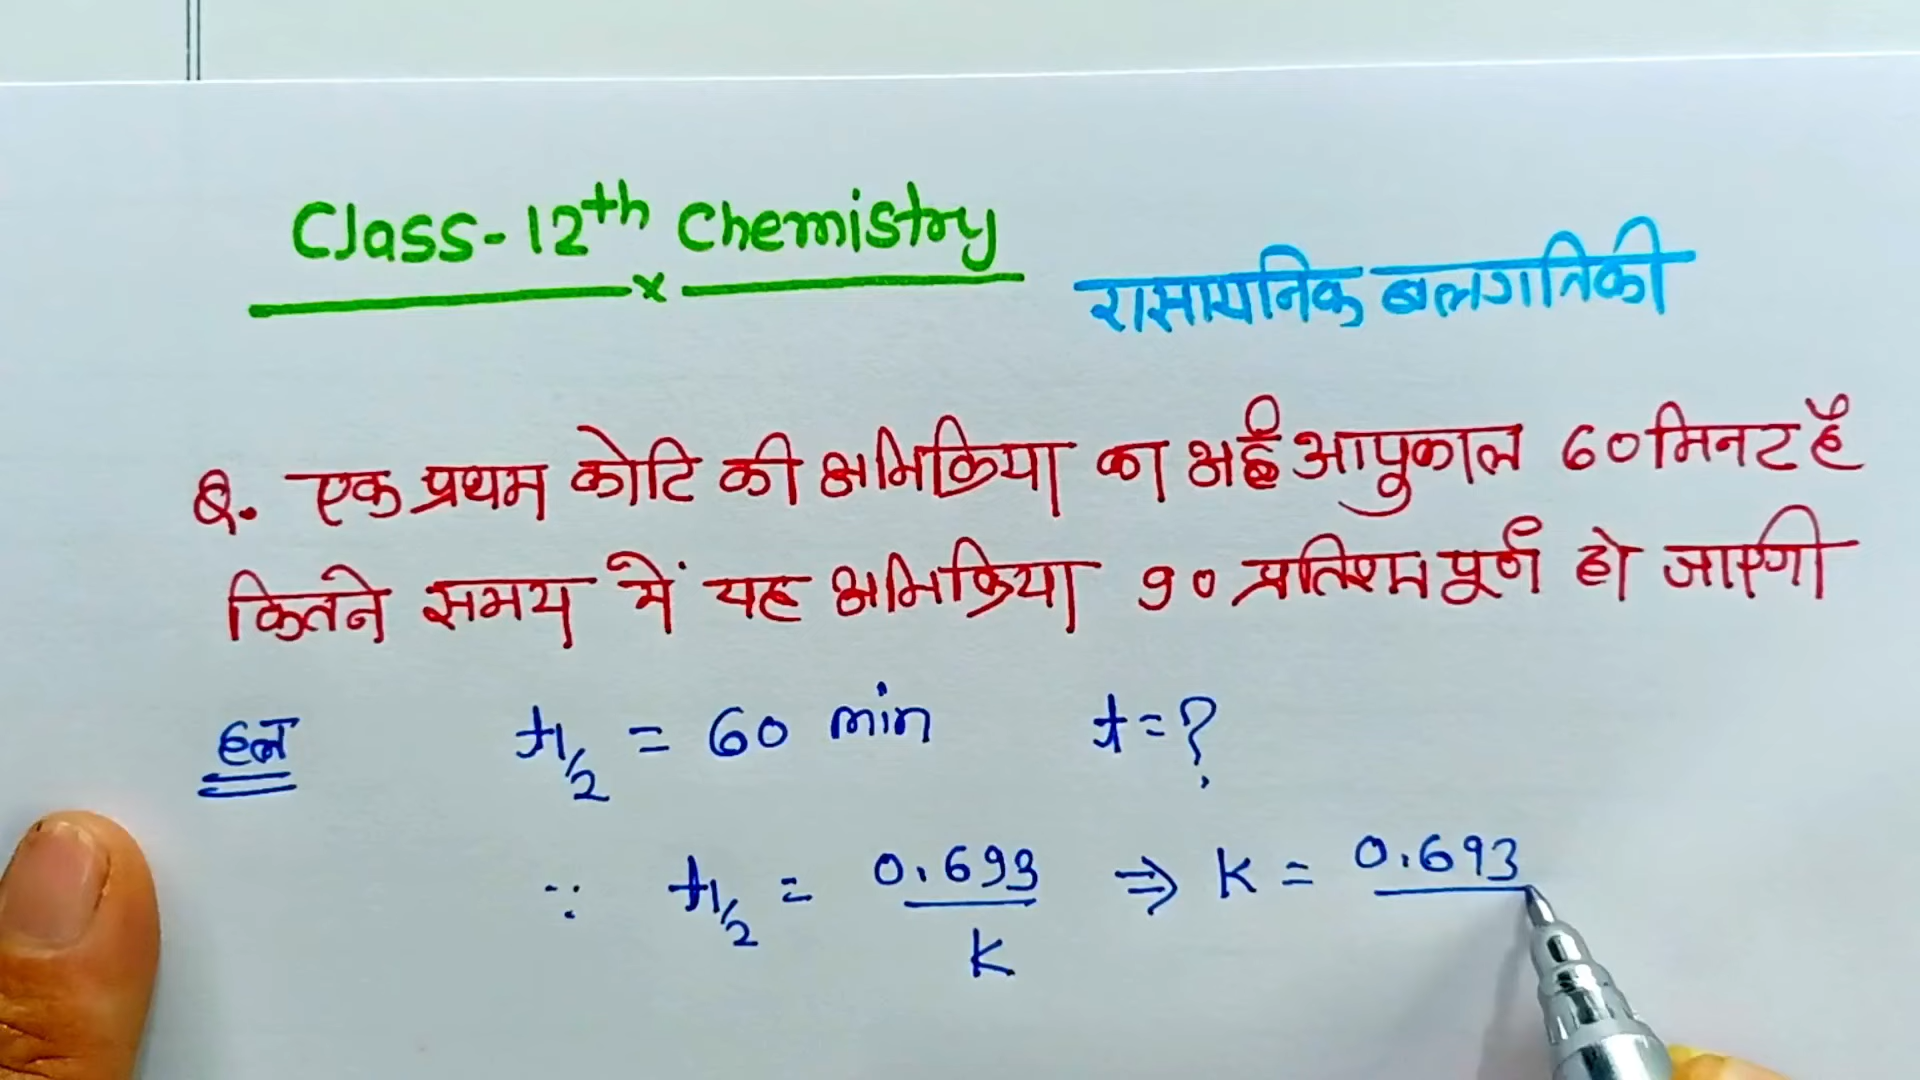 Class-12th Chemistry
रासायनिक बलगतिकी
Q. एक प्रथम कोटि की अभिक्रिया का अर्द्ध आयुकाल 60 मिनट है
कितने समय में यह अभिक्रिया 90 प्रतिशत पूर्ण हो जाएगी
हल t1/2 = 60 min t = ?
∵ t1/2 = 0.693/K ⇒ K = 0.693